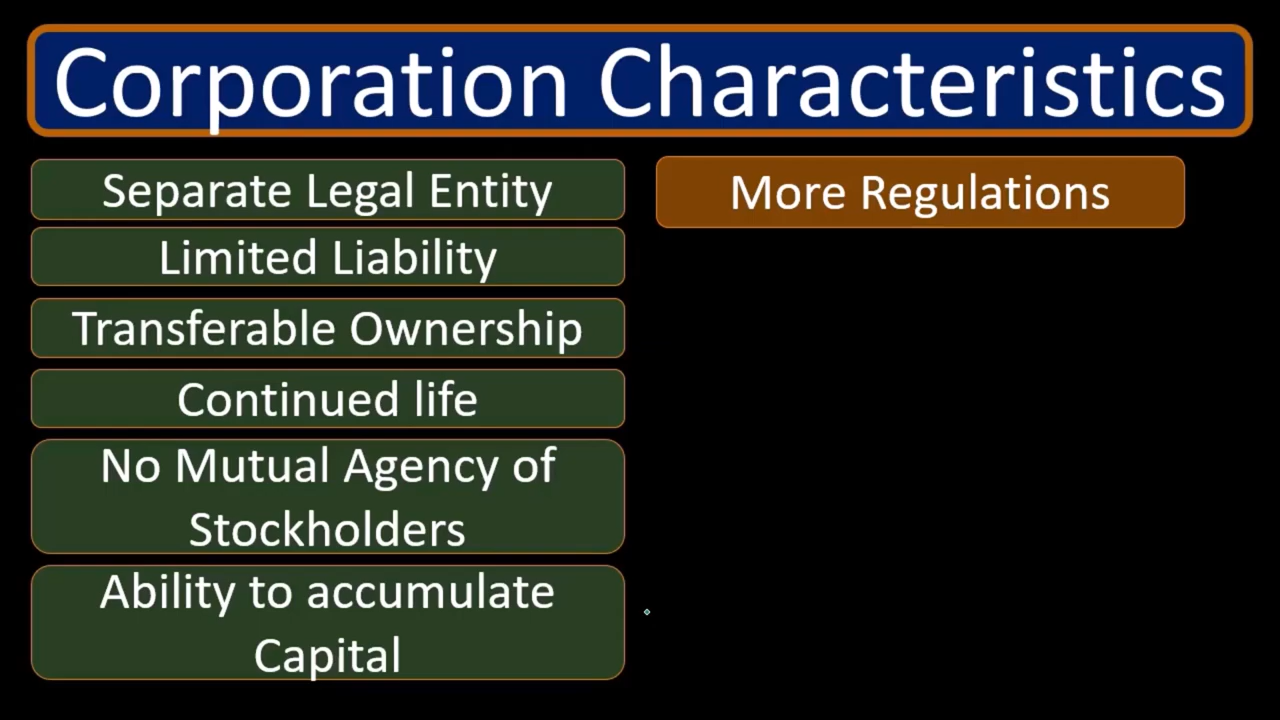 Corporation Characteristics
Separate Legal Entity
Limited Liability
Transferable Ownership
Continued life
No Mutual Agency of
Stockholders
Ability to accumulate
Capital
More Regulations